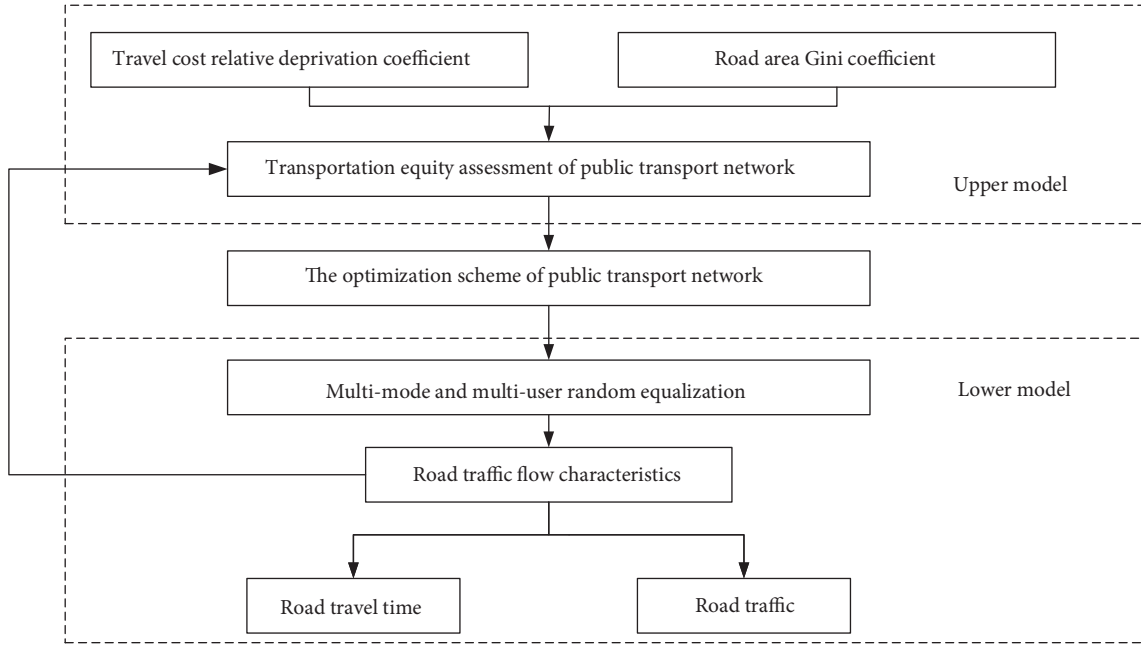 Travel cost relative deprivation coefficient
Road area Gini coefficient
Transportation equity assessment of public transport network
Upper model
The optimization scheme of public transport network
Multi-mode and multi-user random equalization
Lower model
Road traffic flow characteristics
Road travel time
Road traffic